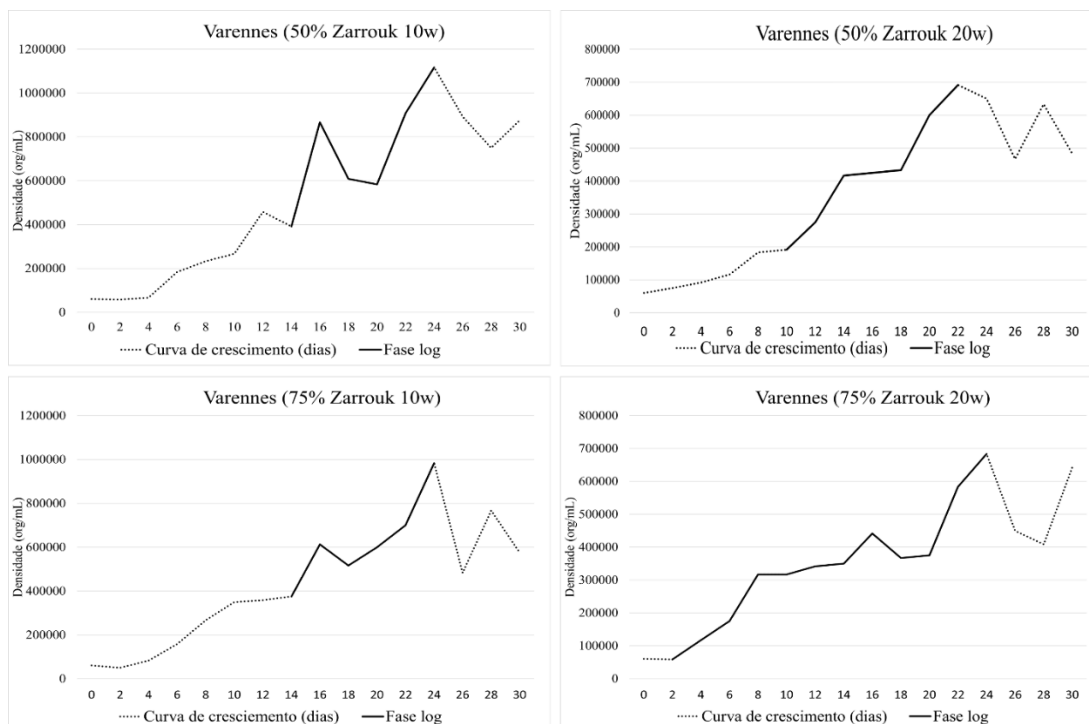 Varennes (50% Zarrouk 10w)
Densidade (org/mL)
1200000
1000000
800000
600000
400000
200000
0
0 2 4 6 8 10 12 14 16 18 20 22 24 26 28 30
Curva de crescimento (dias) Fase log
Varennes (50% Zarrouk 20w)
Densidade (org/mL)
800000
700000
600000
500000
400000
300000
200000
100000
0
0 2 4 6 8 10 12 14 16 18 20 22 24 26 28 30
Curva de crescimento (dias) Fase log
Varennes (75% Zarrouk 10w)
Densidade (org/mL)
1200000
1000000
800000
600000
400000
200000
0
0 2 4 6 8 10 12 14 16 18 20 22 24 26 28 30
Curva de cresciemento (dias) Fase log
Varennes (75% Zarrouk 20w)
Densidade (org/mL)
800000
700000
600000
500000
400000
300000
200000
100000
0
0 2 4 6 8 10 12 14 16 18 20 22 24 26 28 30
Curva de crescimento (dias) Fase log